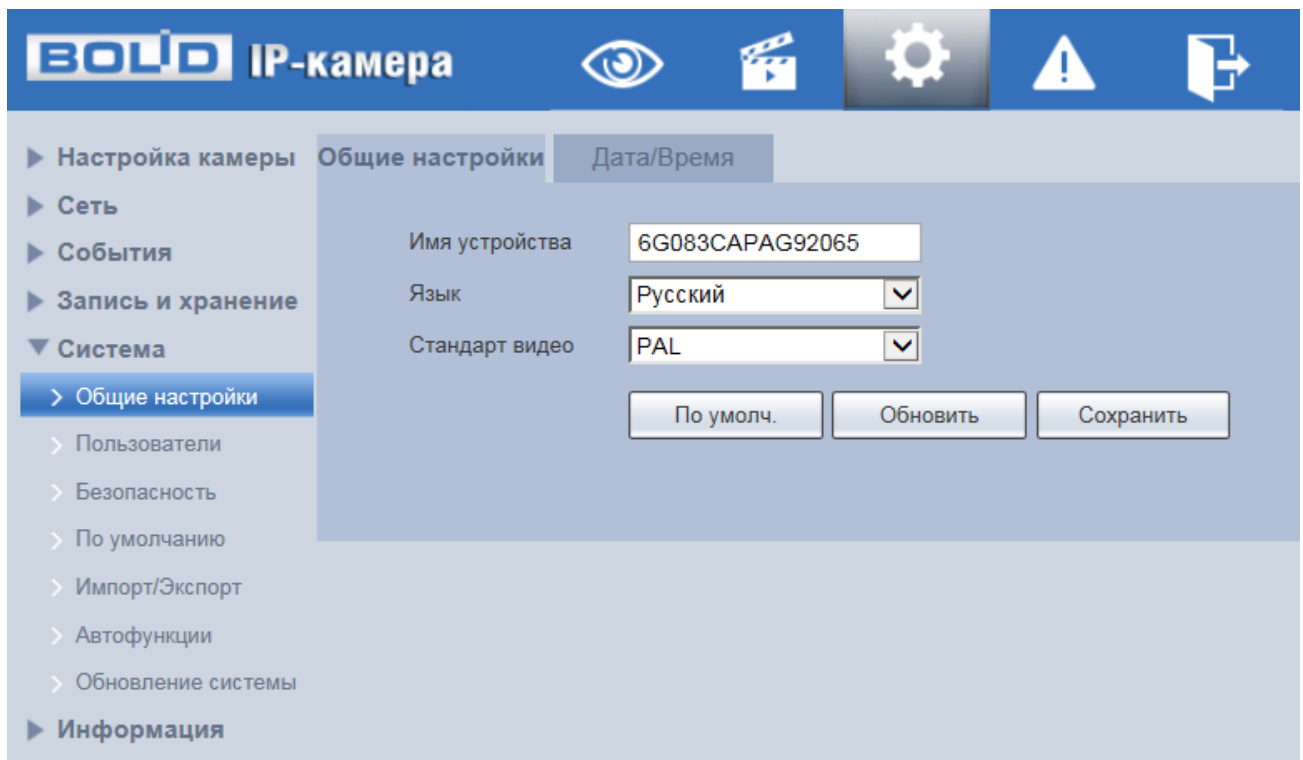 BOLID IP-камера
Настройка камеры
Сеть
События
Запись и хранение
Система
Общие настройки
Пользователи
Безопасность
По умолчанию
Импорт/Экспорт
Автофункции
Обновление системы
Информация
Общие настройки Дата/Время
Имя устройства 6G083CAPAG92065
Язык Русский
Стандарт видео PAL
По умолч. Обновить Сохранить